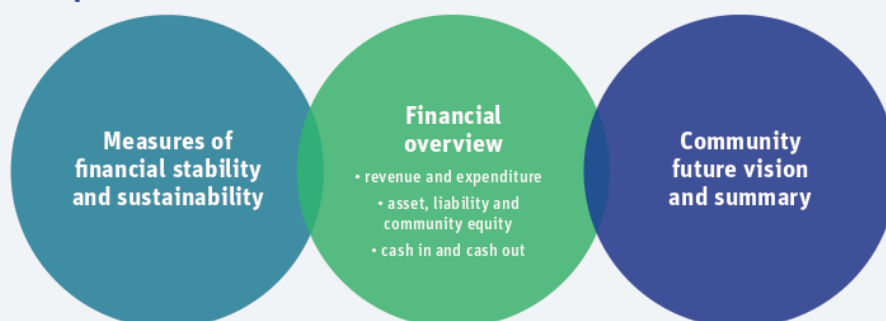 Measures of
financial stability
and sustainability
Financial
overview
• revenue and expenditure
• asset, liability and
community equity
• cash in and cash out
Community
future vision
and summary